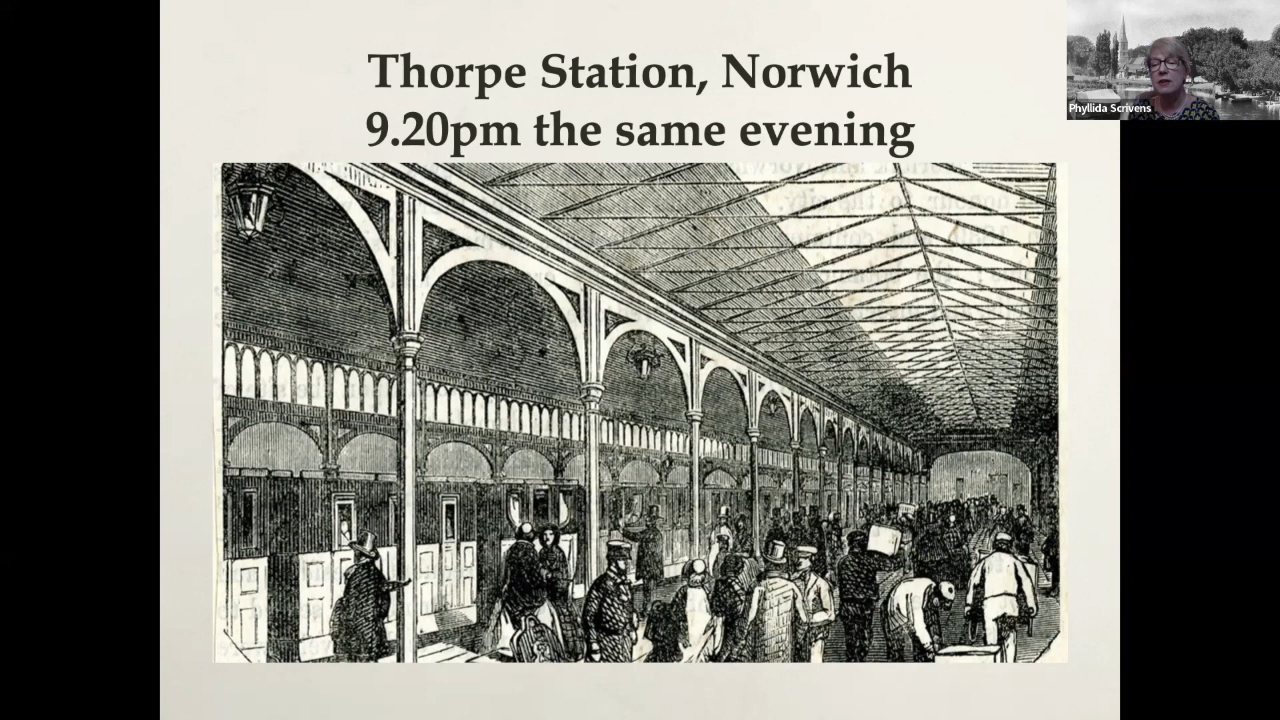 Thorpe Station, Norwich
9.20pm the same evening
Phyllida Scrivens